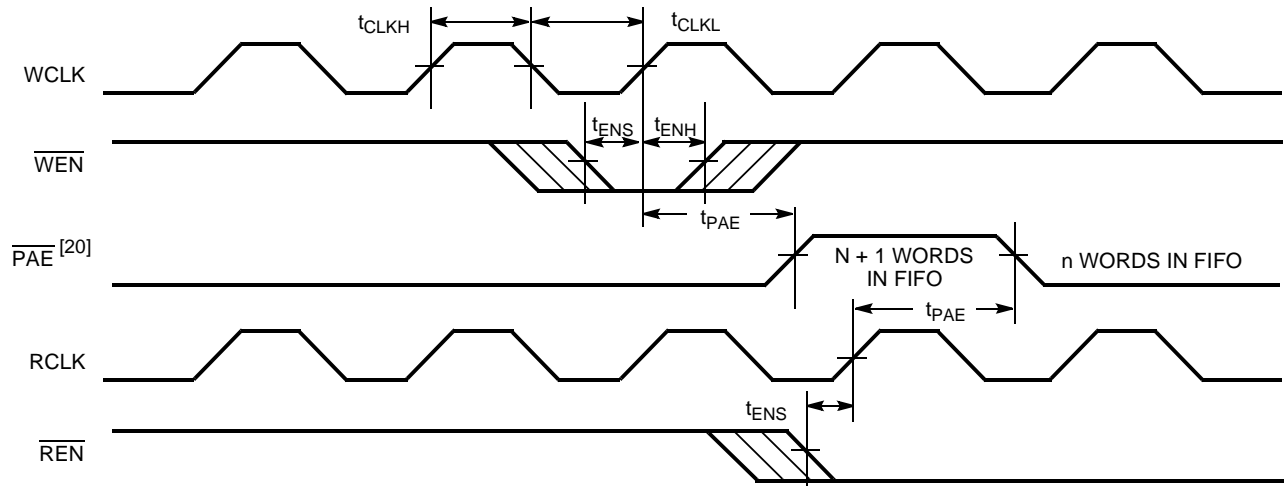 tCLKH
tCLKL
WCLK
tENS
tENH
WEN
tPAE
PAE [20]
N + 1 WORDS
IN FIFO
n WORDS IN FIFO
tPAE
RCLK
tENS
REN